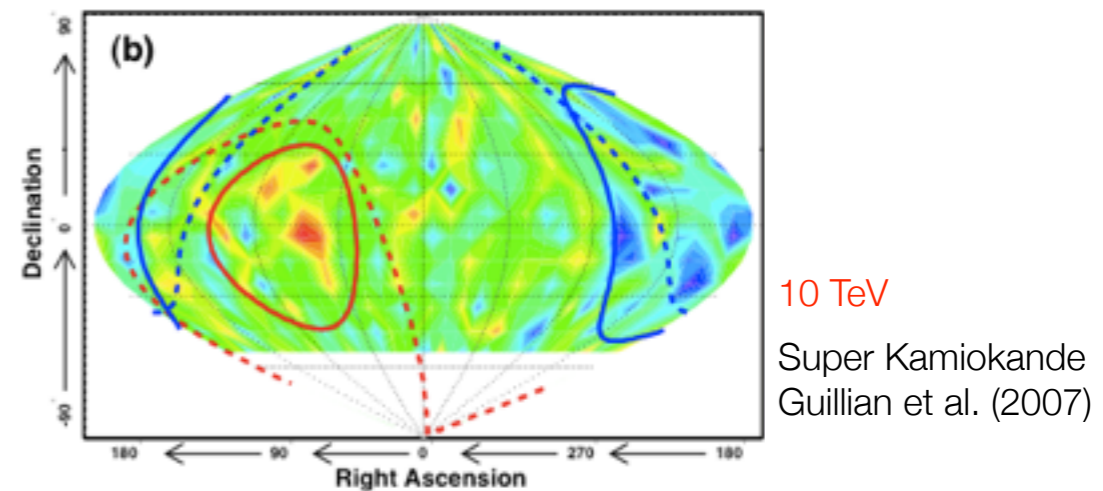 (b)
90
0
-90
Declination
180
90
0
270
180
Right Ascension
10 TeV
Super Kamiokande
Guillian et al. (2007)